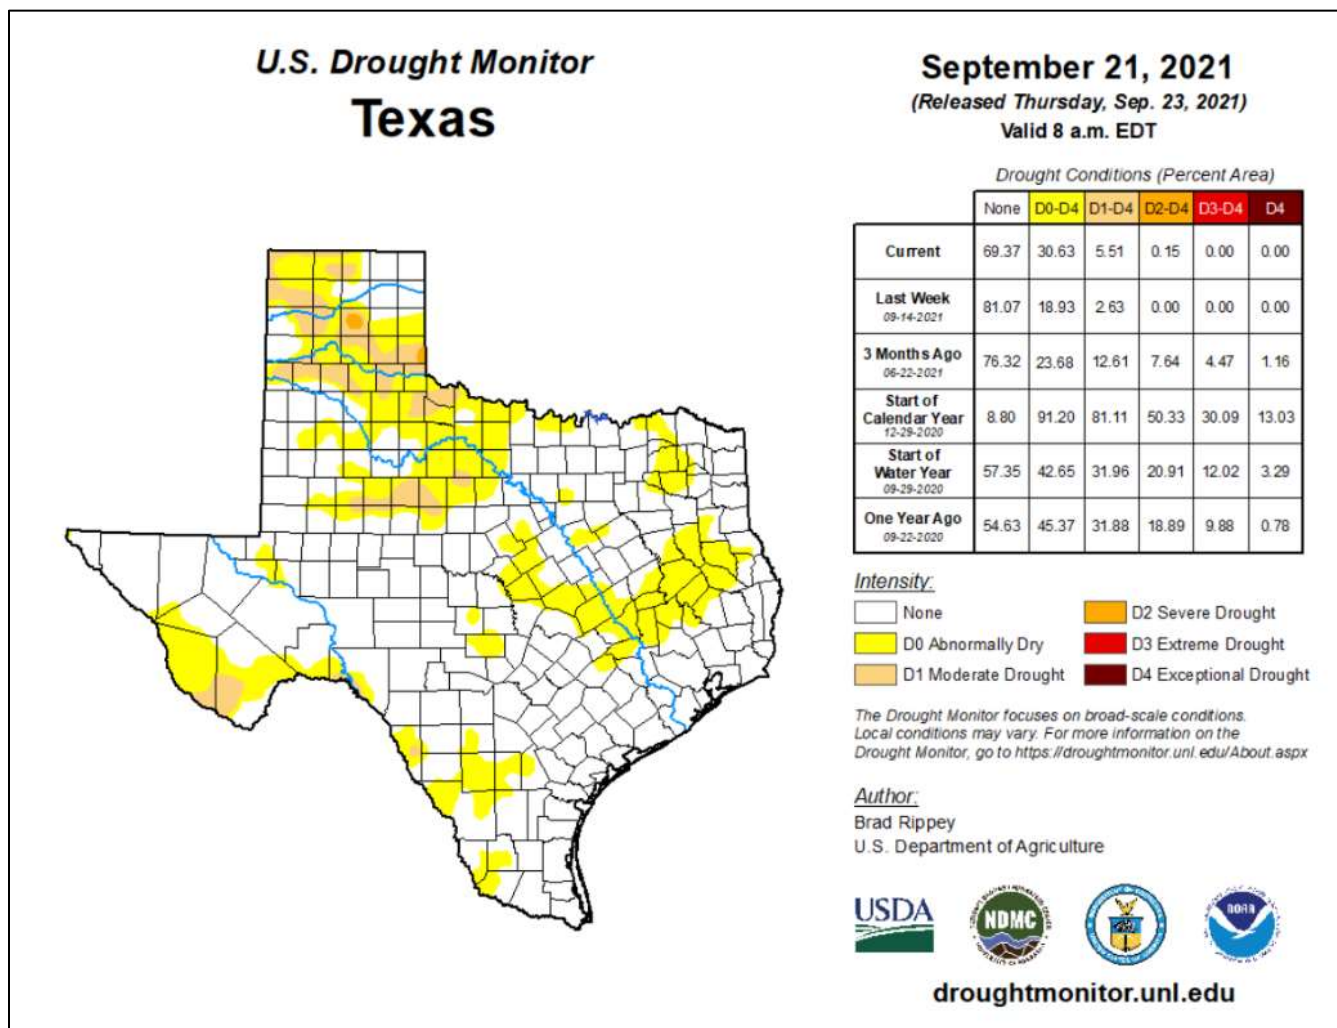 U.S. Drought Monitor
Texas
September 21, 2021
(Released Thursday, Sep. 23, 2021)
Valid 8 a.m. EDT
Drought Conditions (Percent Area)
None D0-D4 D1-D4 D2-D4 D3-D4 D4
Current 69.37 30.63 5.51 0.15 0.00 0.00
Last Week
09-14-2021 81.07 18.93 2.63 0.00 0.00 0.00
3 Months Ago
06-22-2021 76.32 23.68 12.61 7.64 4.47 1.16
Start of
Calendar Year
12-29-2020 8.80 91.20 81.11 50.33 30.09 13.03
Start of
Water Year
09-29-2020 57.35 42.65 31.96 20.91 12.02 3.29
One Year Ago
09-22-2020 54.63 45.37 31.88 18.89 9.88 0.78
Intensity:
None
D0 Abnormally Dry
D1 Moderate Drought
D2 Severe Drought
D3 Extreme Drought
D4 Exceptional Drought
The Drought Monitor focuses on broad-scale conditions.
Local conditions may vary. For more information on the
Drought Monitor, go to https://droughtmonitor.unl.edu/About.aspx
Author:
Brad Rippey
U.S. Department of Agriculture
USDA
NDMC
NOAA
droughtmonitor.unl.edu